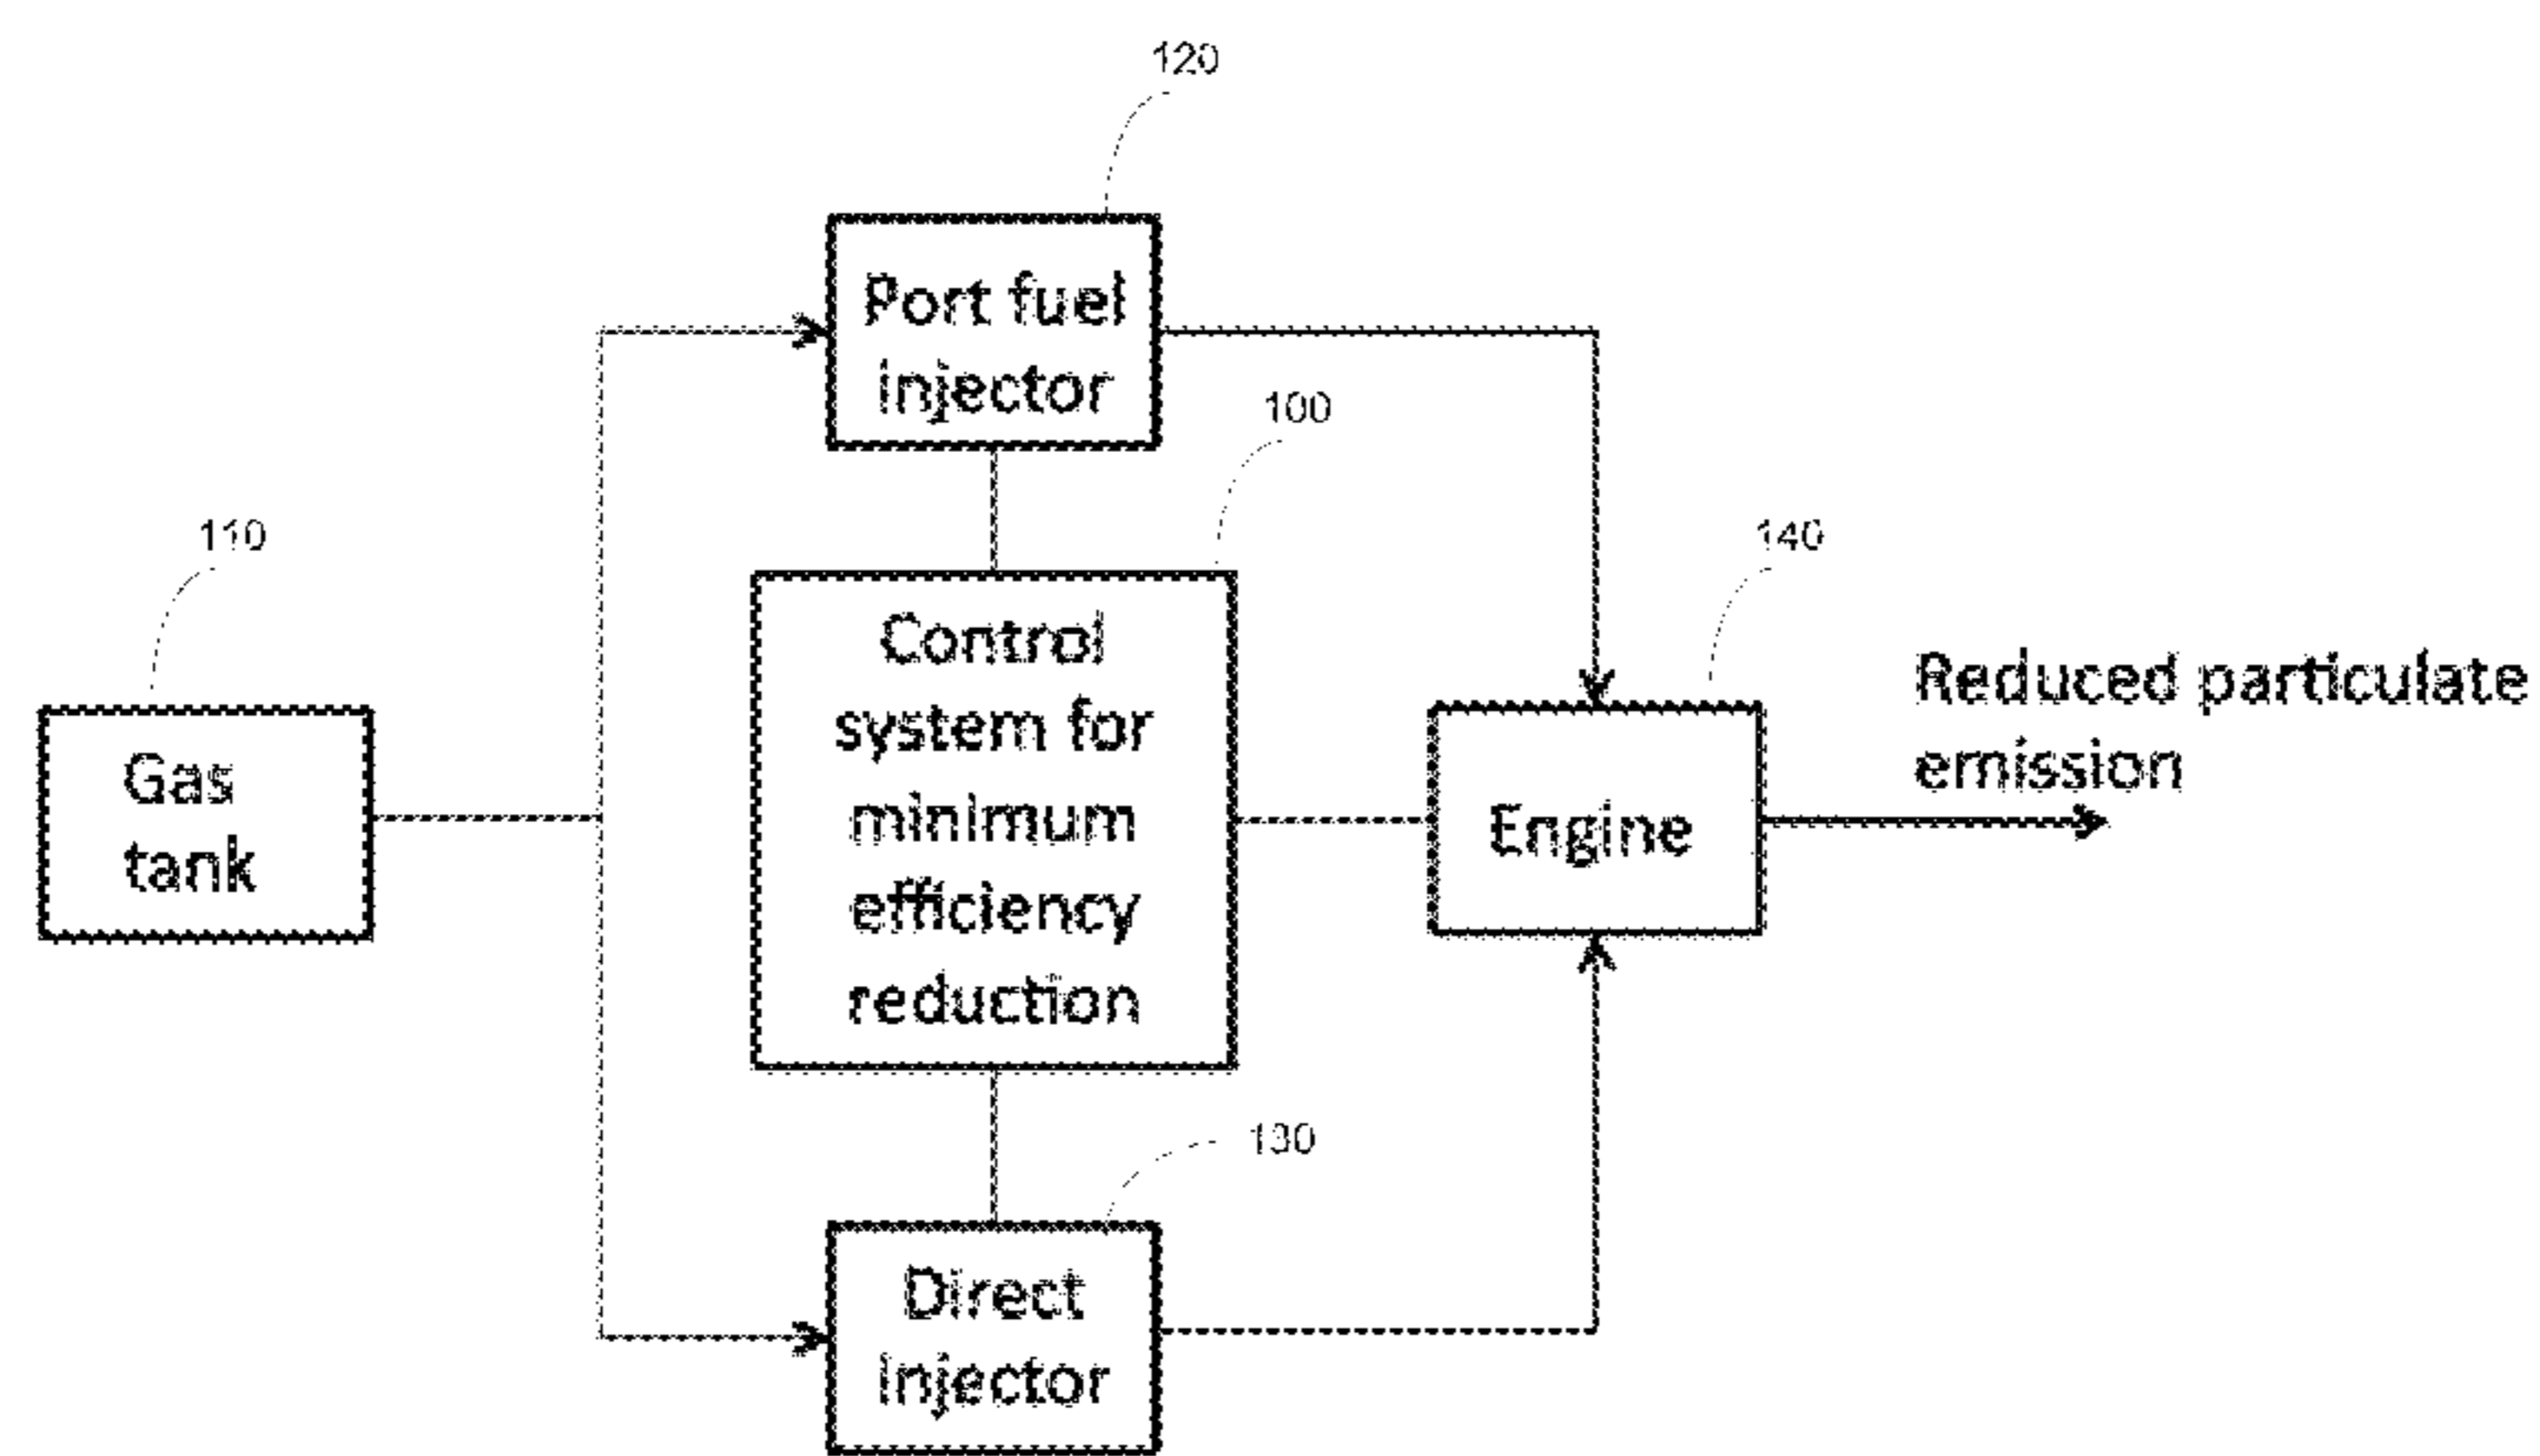 120
Port fuel
injector
100
110
140
Control
system for
minimum
efficiency
reduction
Gas
tank
Engine
Reduced particulate
emission
130
Direct
injector